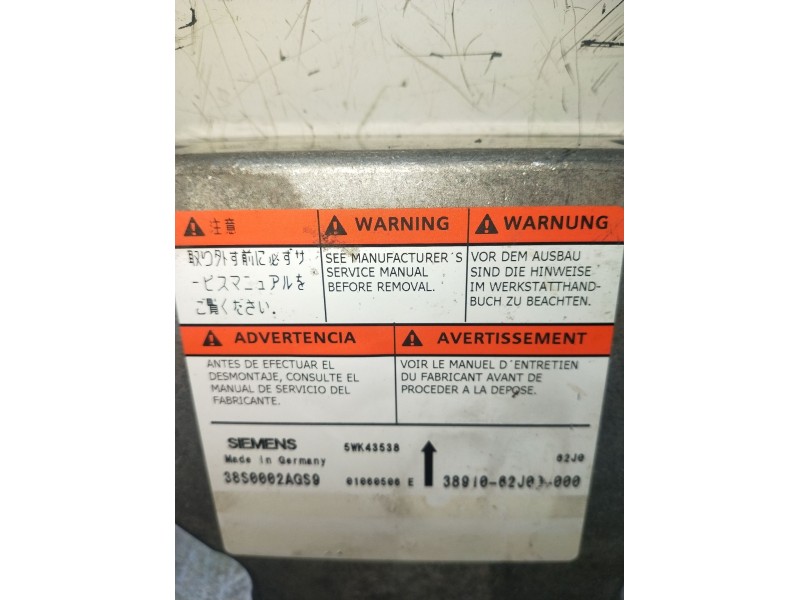 注意
取り外す前に必ずサ
ービスマニュアルを
ご覧ください.
WARNING
SEE MANUFACTURER´S
SERVICE MANUAL
BEFORE REMOVAL.
WARNUNG
VOR DEM AUSBAU
SIND DIE HINWEISE
IM WERKSTATTHAND-
BUCH ZU BEACHTEN.
ADVERTENCIA
ANTES DE EFECTUAR EL
DESMONTAJE, CONSULTE EL
MANUAL DE SERVICIO DEL
FABRICANTE.
AVERTISSEMENT
VOIR LE MANUEL D´ENTRETIEN
DU FABRICANT AVANT DE
PROCEDER A LA DEPOSE.
SIEMENS 5WK43538
Made in Germany 62J0
38S0002AGS9 01060506 E